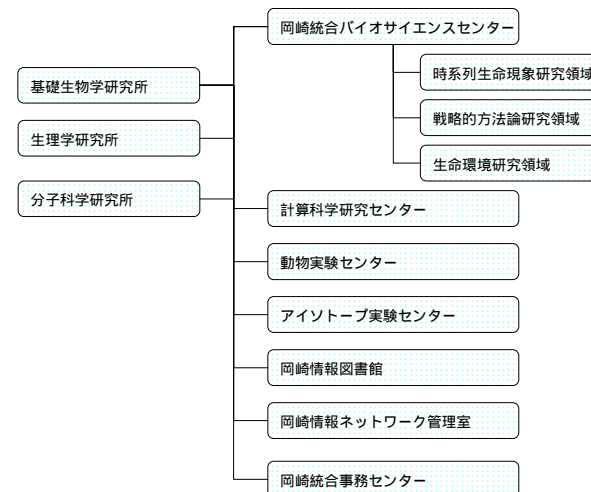 岡崎統合バイオサイエンスセンター
時系列生命現象研究領域
基礎生物学研究所
戦略的方法論研究領域
生理学研究所
生命環境研究領域
分子科学研究所
計算科学研究センター
動物実験センター
アイソトープ実験センター
岡崎情報図書館
岡崎情報ネットワーク管理室
岡崎統合事務センター